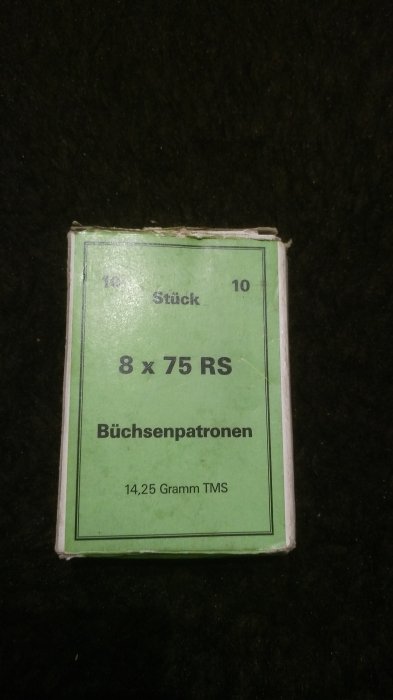 10 10
Stück
8 x 75 RS
Büchsenpatronen
14,25 Gramm TMS